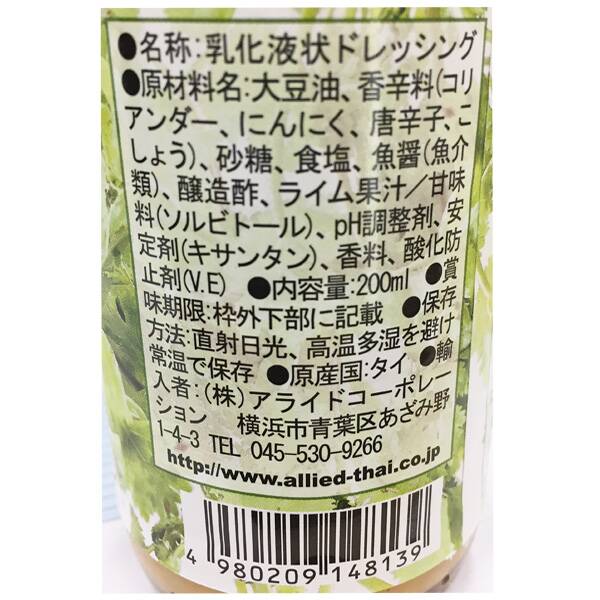 ●名称:乳化液状ドレッシング
●原材料名:大豆油、香辛料(コリ
アンダー、にんにく、唐辛子、こ
しょう)、砂糖、食塩、魚醤(魚介
類)、醸造酢、ライム果汁/甘味
料(ソルビトール)、pH調整剤、安
定剤(キサンタン)、香料、酸化防
止剤(V.E) ●内容量:200ml ●賞
味期限:枠外下部に記載 ●保存
方法:直射日光、高温多湿を避け
常温で保存 ●原産国:タイ ●輸
入者:(株)アライドコーポレー
ション 横浜市青葉区あざみ野
1-4-3 TEL 045-530-9266
http://www.allied-thai.co.jp
4 980209 148139